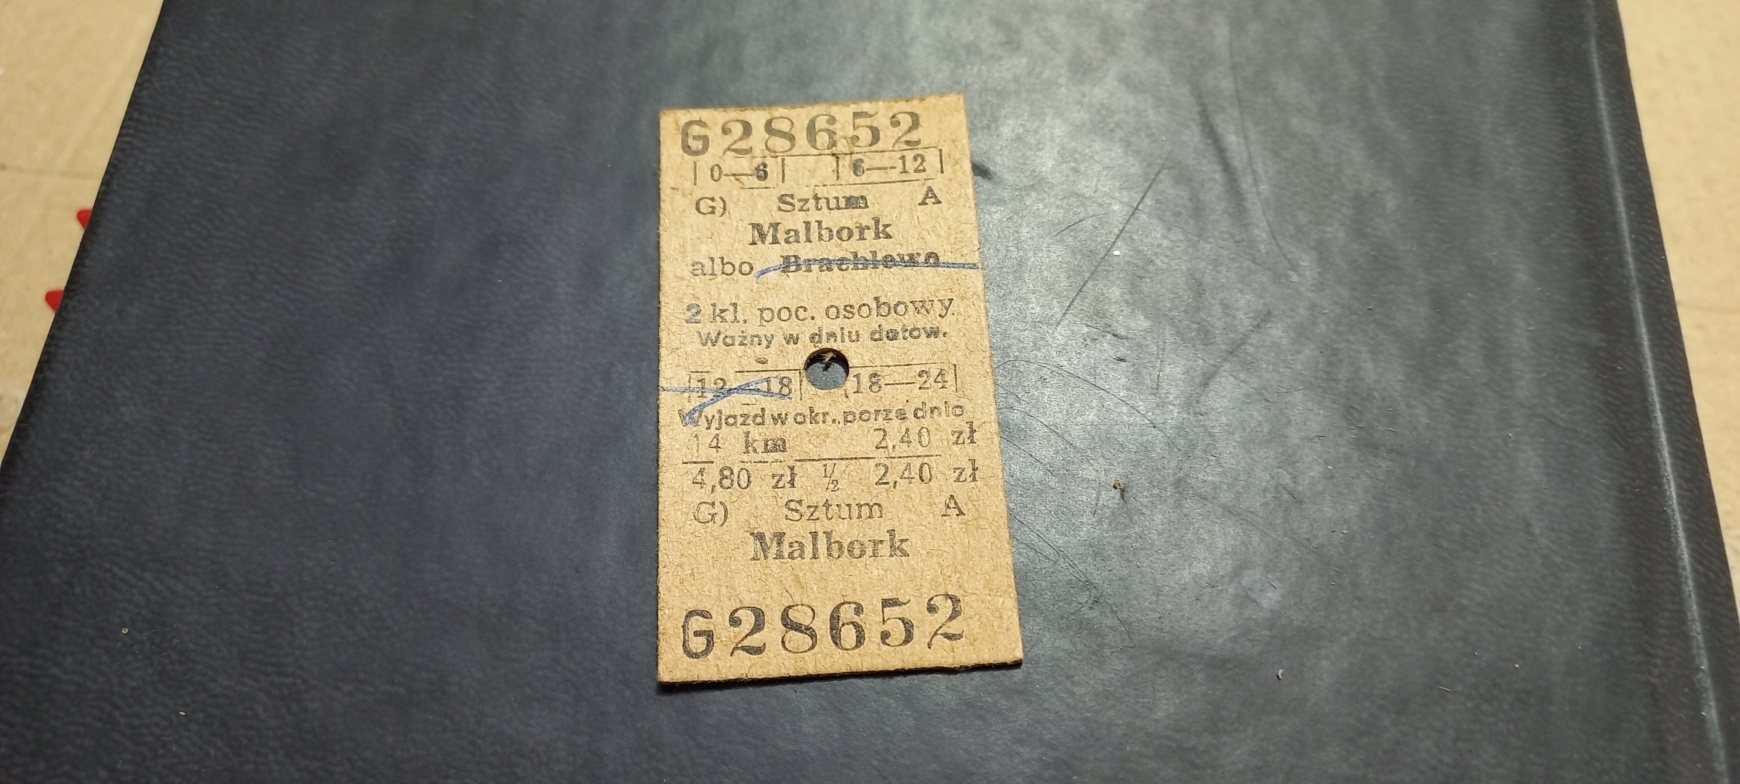 G28652
0—6 6—12
G) Sztum A
Malbork
albo Brachlewo
2 kl. poc. osobowy
Ważny w dniu datow.
12—18 18—24
Wyjazd w okr. porze dnia
14 km 2,40 zł
4,80 zł ½ 2,40 zł
G) Sztum A
Malbork
G28652